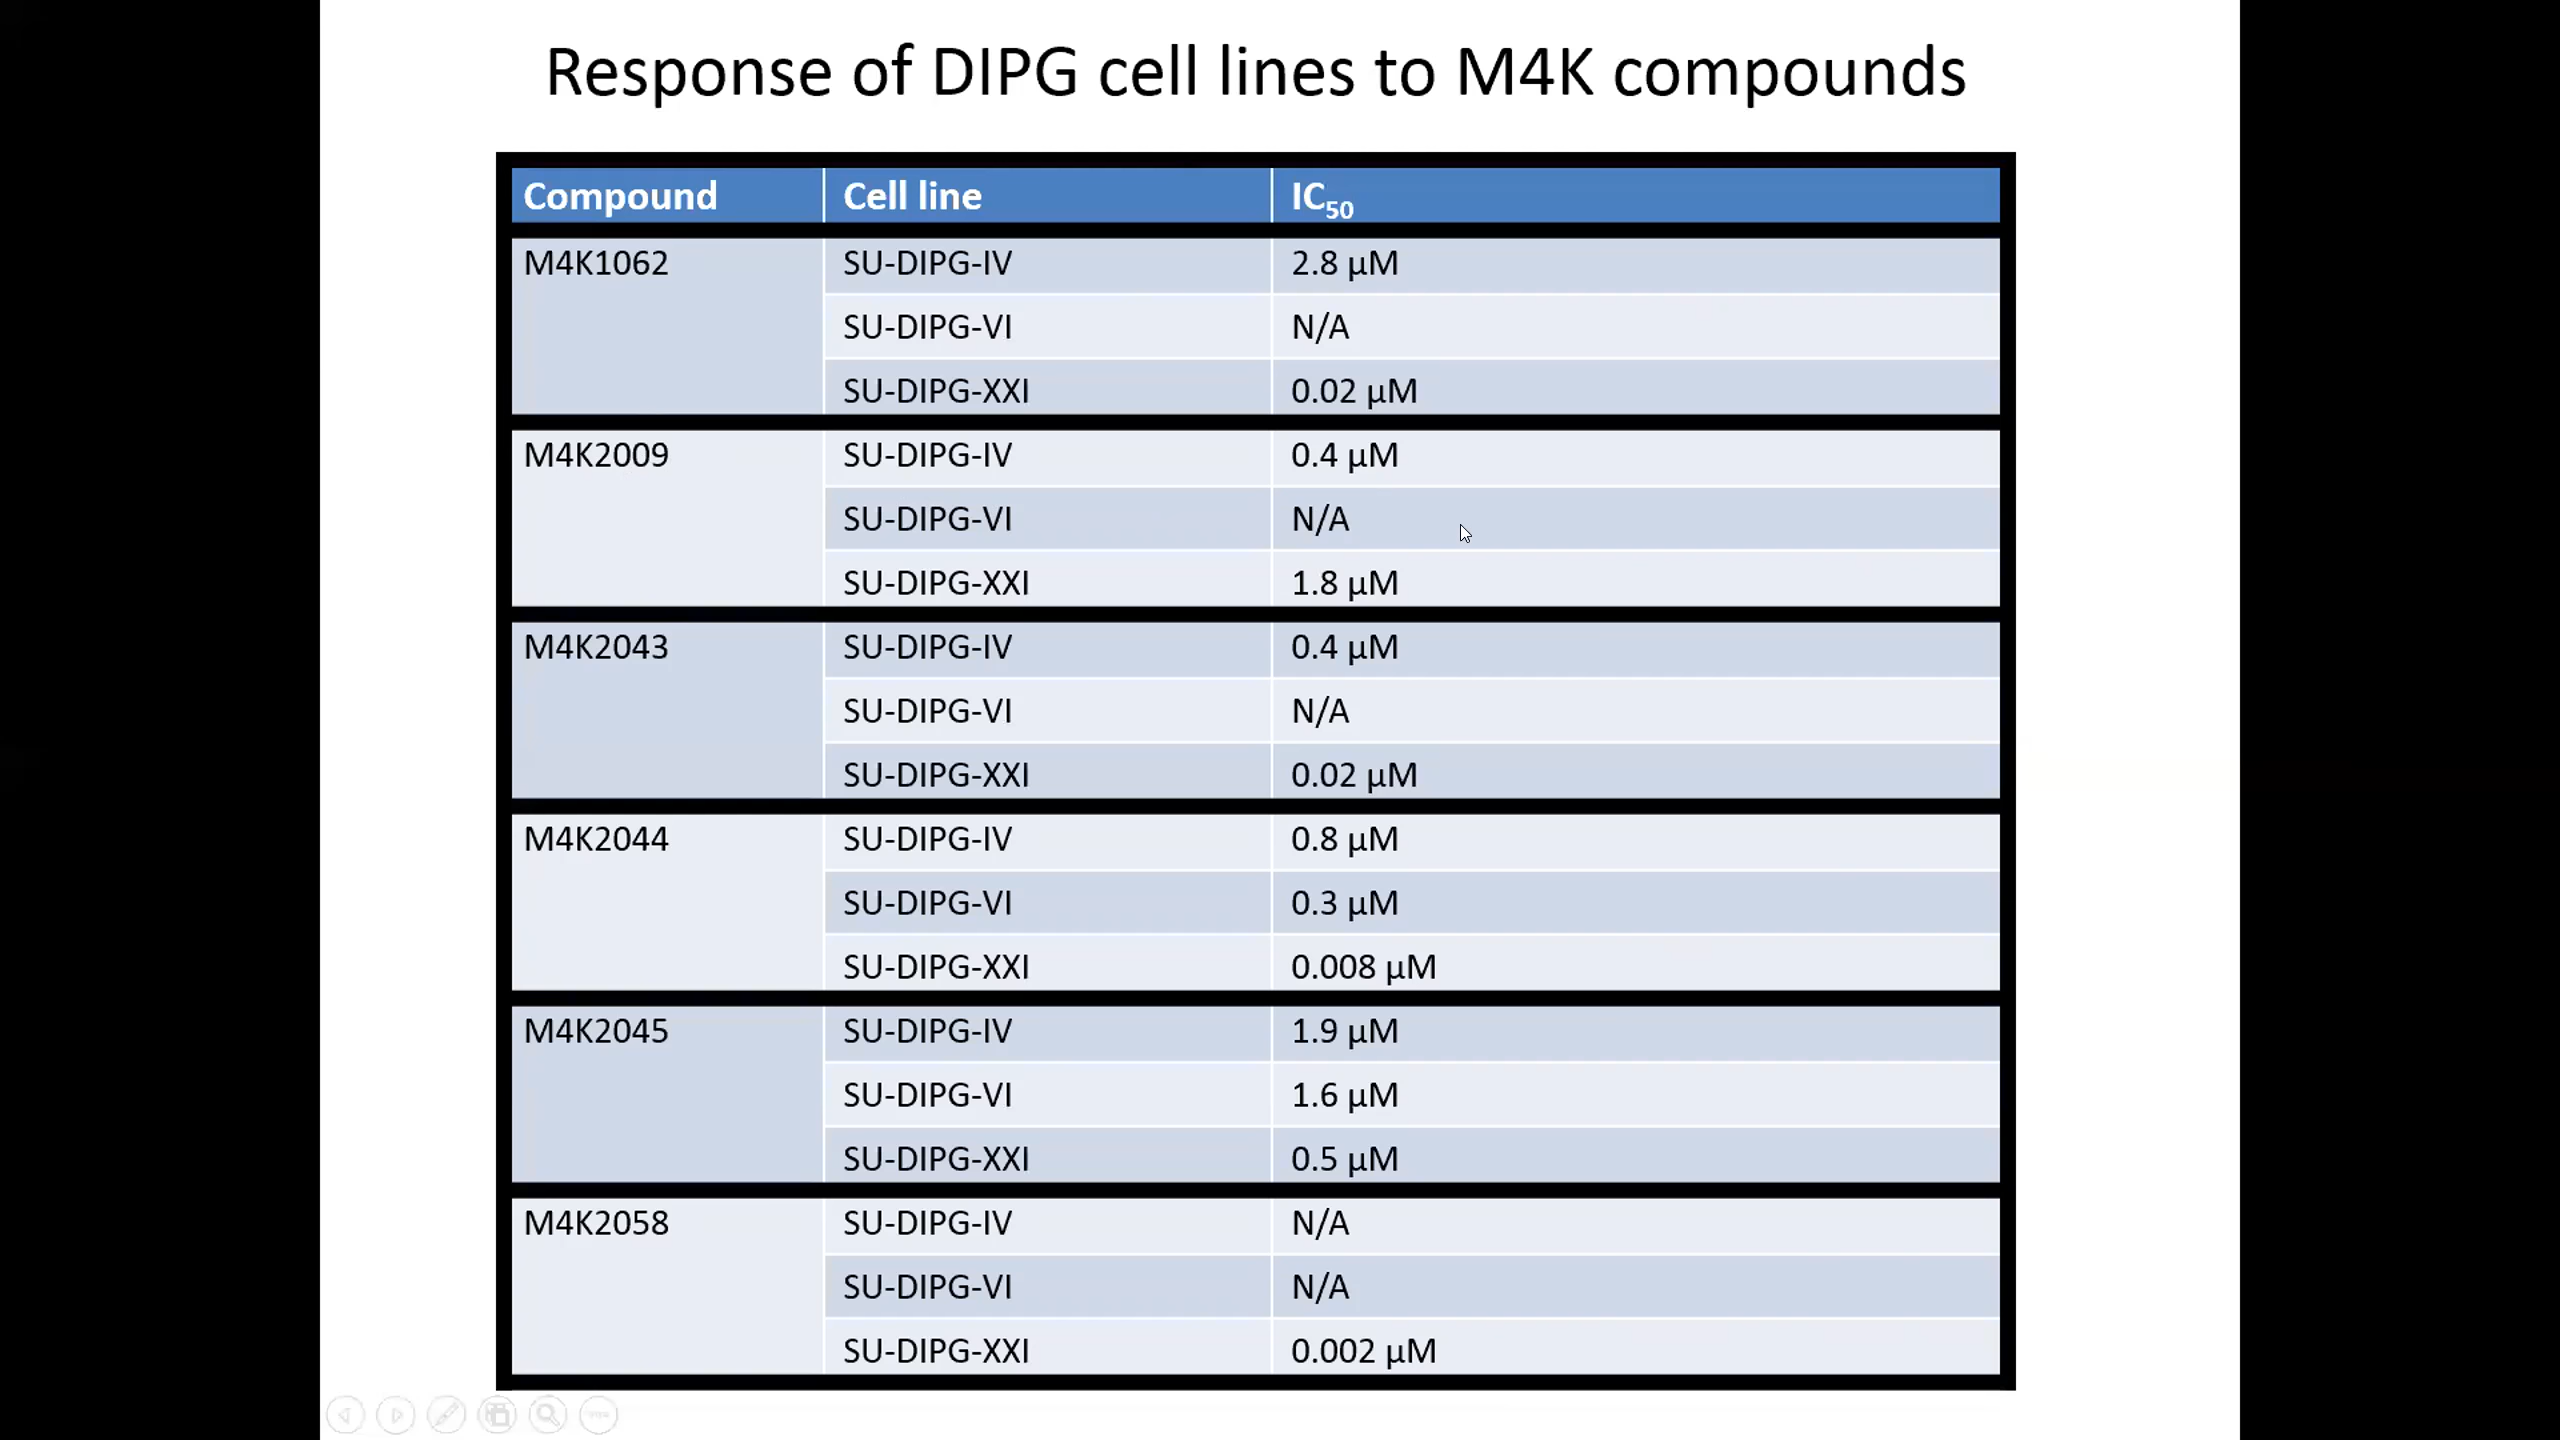 Response of DIPG cell lines to M4K compounds
Compound Cell line IC50
M4K1062 SU-DIPG-IV 2.8 µM
SU-DIPG-VI N/A
SU-DIPG-XXI 0.02 µM
M4K2009 SU-DIPG-IV 0.4 µM
SU-DIPG-VI N/A
SU-DIPG-XXI 1.8 µM
M4K2043 SU-DIPG-IV 0.4 µM
SU-DIPG-VI N/A
SU-DIPG-XXI 0.02 µM
M4K2044 SU-DIPG-IV 0.8 µM
SU-DIPG-VI 0.3 µM
SU-DIPG-XXI 0.008 µM
M4K2045 SU-DIPG-IV 1.9 µM
SU-DIPG-VI 1.6 µM
SU-DIPG-XXI 0.5 µM
M4K2058 SU-DIPG-IV N/A
SU-DIPG-VI N/A
SU-DIPG-XXI 0.002 µM